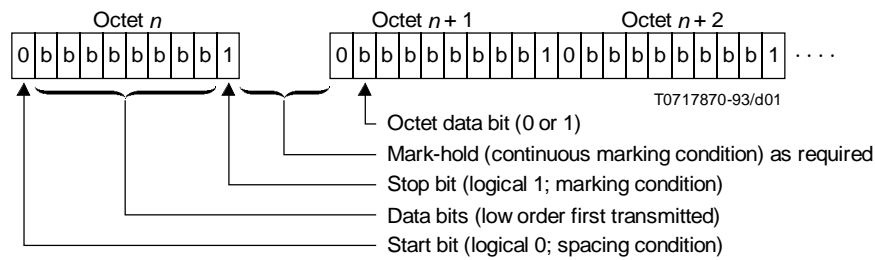 Octet n Octet n + 1 Octet n + 2
0 b b b b b b b b 1 0 b b b b b b b b 1 0 b b b b b b b b 1 . . . .
T0717870-93/d01
Octet data bit (0 or 1)
Mark-hold (continuous marking condition) as required
Stop bit (logical 1; marking condition)
Data bits (low order first transmitted)
Start bit (logical 0; spacing condition)